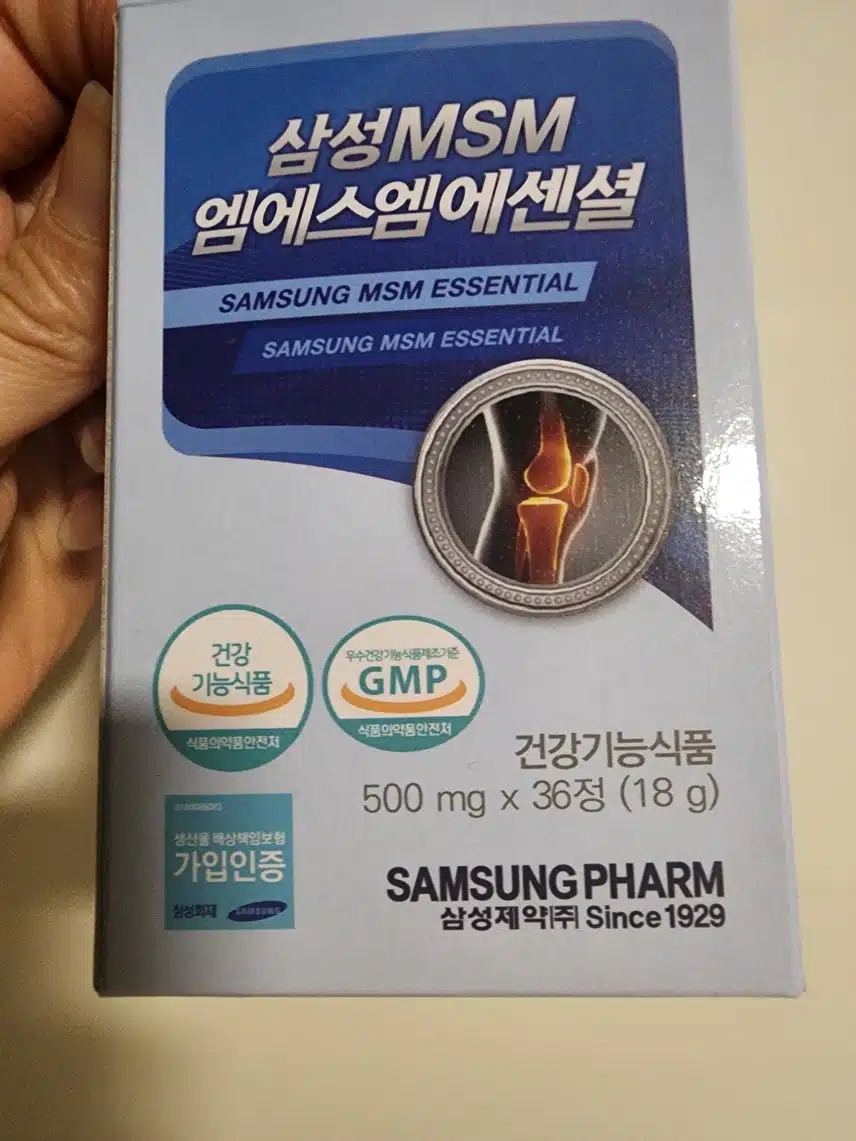 삼성MSM
엠에스엠에센셜
SAMSUNG MSM ESSENTIAL
SAMSUNG MSM ESSENTIAL
건강
기능식품
식품의약품안전처
우수건강기능식품제조기준
GMP
식품의약품안전처
건강기능식품
500 mg x 36정 (18 g)
생산물 배상책임보험
가입인증
삼성화재 SAMSUNG
SAMSUNG PHARM
삼성제약(주) Since 1929